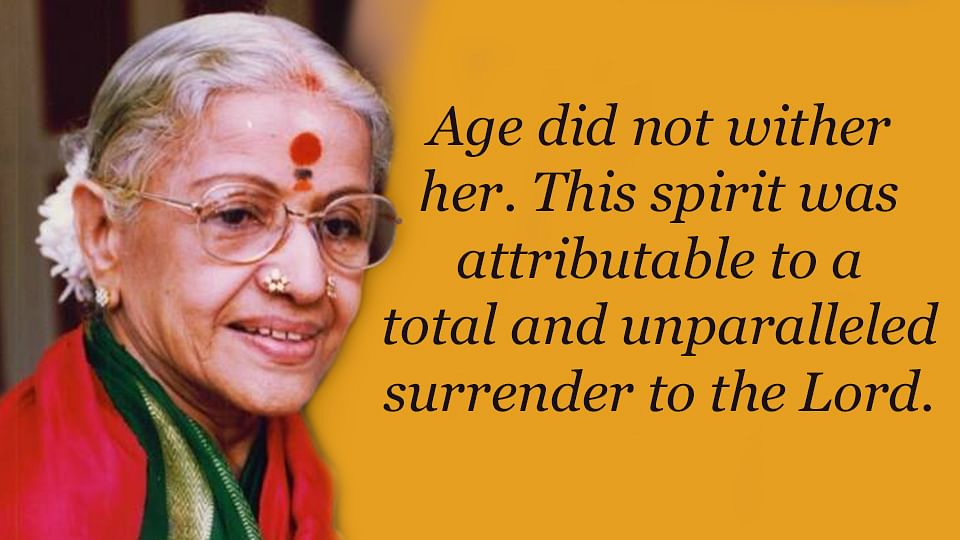 Age did not wither
her. This spirit was
attributable to a
total and unparalleled
surrender to the Lord.